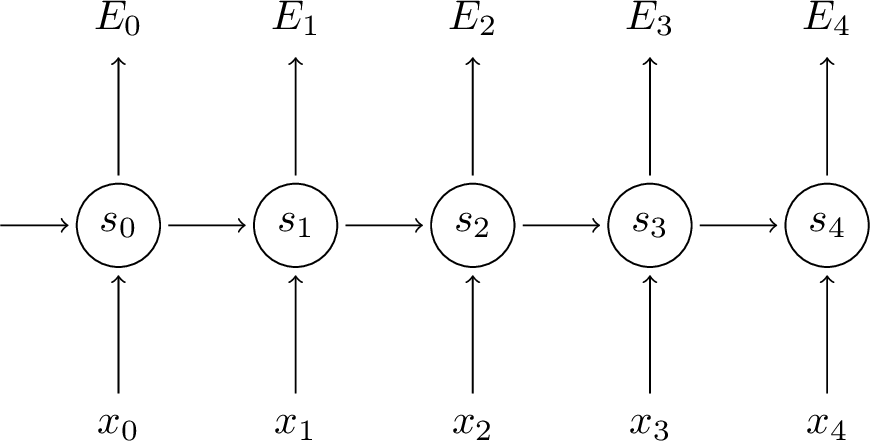 E₀ E₁ E₂ E₃ E₄
s₀ s₁ s₂ s₃ s₄
x₀ x₁ x₂ x₃ x₄